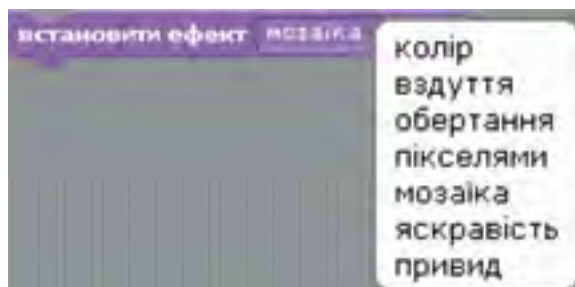 встановити ефект мозаїка
колір
вздуття
обертання
пікселями
мозаїка
яскравість
привид